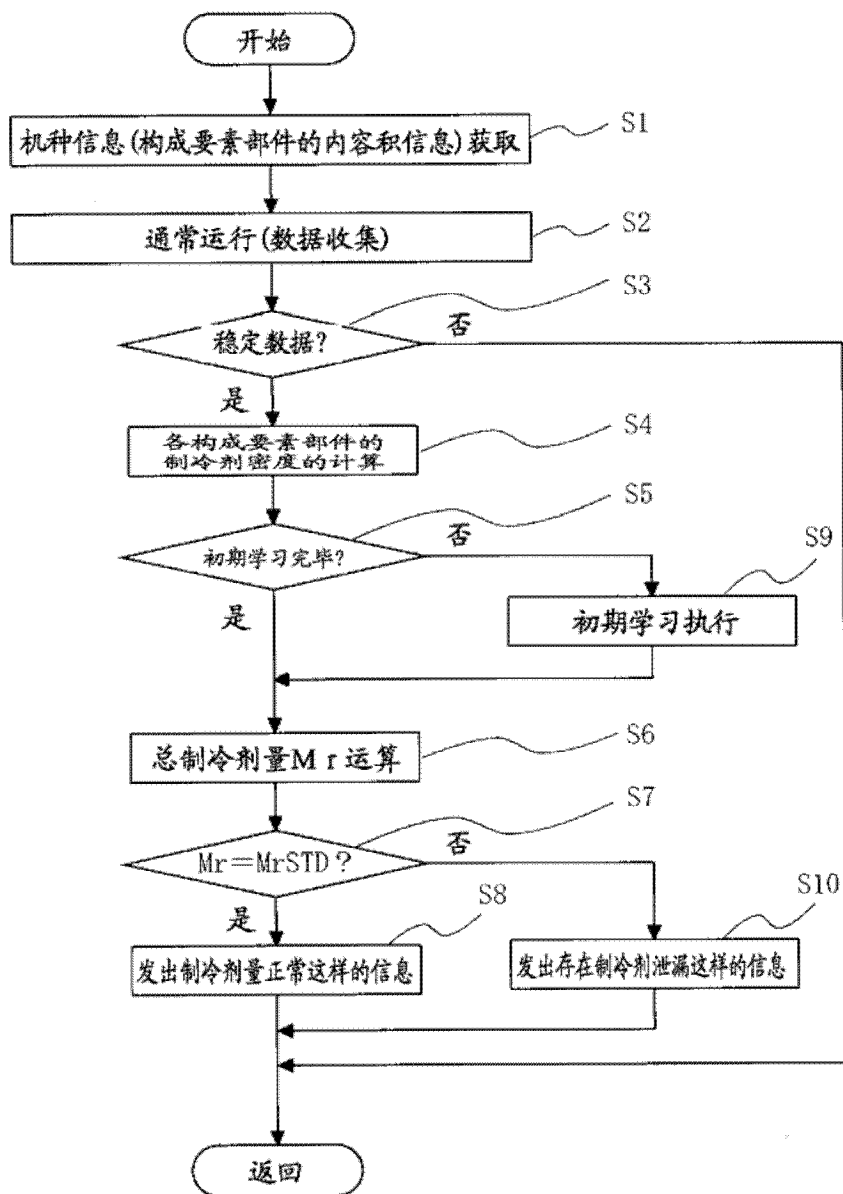 开始
机种信息(构成要素部件的内容积信息)获取
S1
通常运行(数据收集)
S2
S3
稳定数据?
否
是
各构成要素部件的
制冷剂密度的计算
S4
S5
初期学习完毕?
否
是
S9
初期学习执行
总制冷剂量Mr运算
S6
S7
Mr=MrSTD?
否
是
S8
发出制冷剂量正常这样的信息
S10
发出存在制冷剂泄漏这样的信息
返回